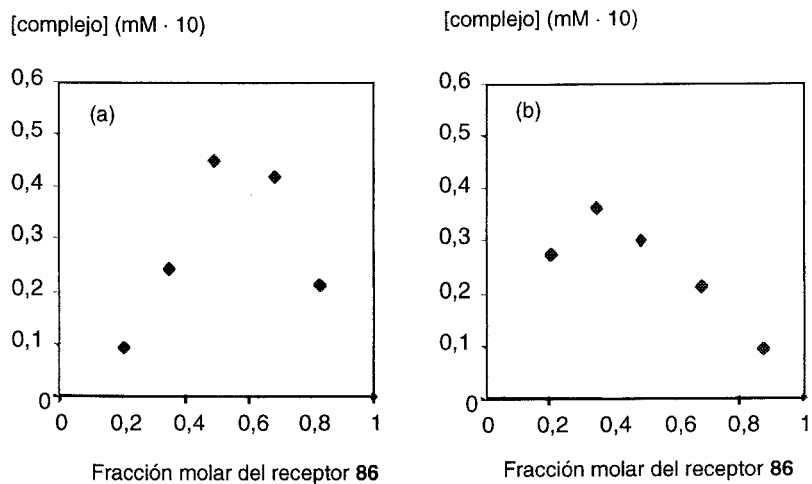 [complejo] (mM · 10)
0,6
(a)
0,5
0,4
0,3
0,2
0,1
0
0 0,2 0,4 0,6 0,8 1
Fracción molar del receptor 86
[complejo] (mM · 10)
0,6
(b)
0,5
0,4
0,3
0,2
0,1
0
0 0,2 0,4 0,6 0,8 1
Fracción molar del receptor 86